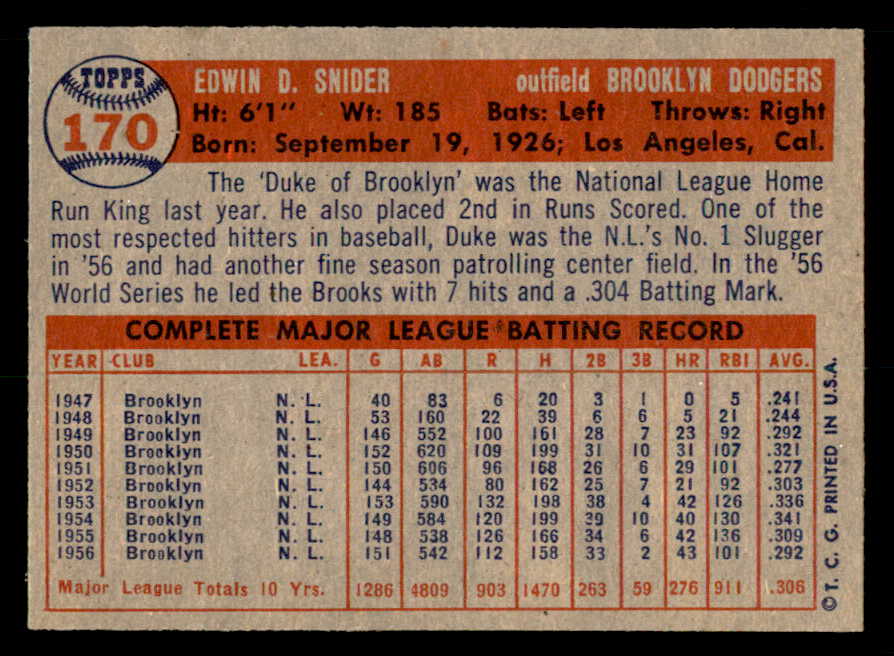 TOPPS
170
EDWIN D. SNIDER outfield BROOKLYN DODGERS
Ht: 6'1" Wt: 185 Bats: Left Throws: Right
Born: September 19, 1926; Los Angeles, Cal.
The 'Duke of Brooklyn' was the National League Home
Run King last year. He also placed 2nd in Runs Scored. One of the
most respected hitters in baseball, Duke was the N.L.'s No. 1 Slugger
in '56 and had another fine season patrolling center field. In the '56
World Series he led the Brooks with 7 hits and a .304 Batting Mark.
COMPLETE MAJOR LEAGUE BATTING RECORD
YEAR CLUB LEA. G AB R H 2B 3B HR RBI AVG.
1947 Brooklyn N. L. 40 83 6 20 3 1 0 5 .241
1948 Brooklyn N. L. 53 160 22 39 6 6 5 21 .244
1949 Brooklyn N. L. 146 552 100 161 28 7 23 92 .292
1950 Brooklyn N. L. 152 620 109 199 31 10 31 107 .321
1951 Brooklyn N. L. 150 606 96 168 26 6 29 101 .277
1952 Brooklyn N. L. 144 534 80 162 25 7 21 92 .303
1953 Brooklyn N. L. 153 590 132 198 38 4 42 126 .336
1954 Brooklyn N. L. 149 584 120 199 39 10 40 130 .341
1955 Brooklyn N. L. 148 538 126 166 34 6 42 136 .309
1956 Brooklyn N. L. 151 542 112 158 33 2 43 101 .292
Major League Totals 10 Yrs. 1286 4809 903 1470 263 59 276 911 .306
© T. C. G. PRINTED IN U.S.A.